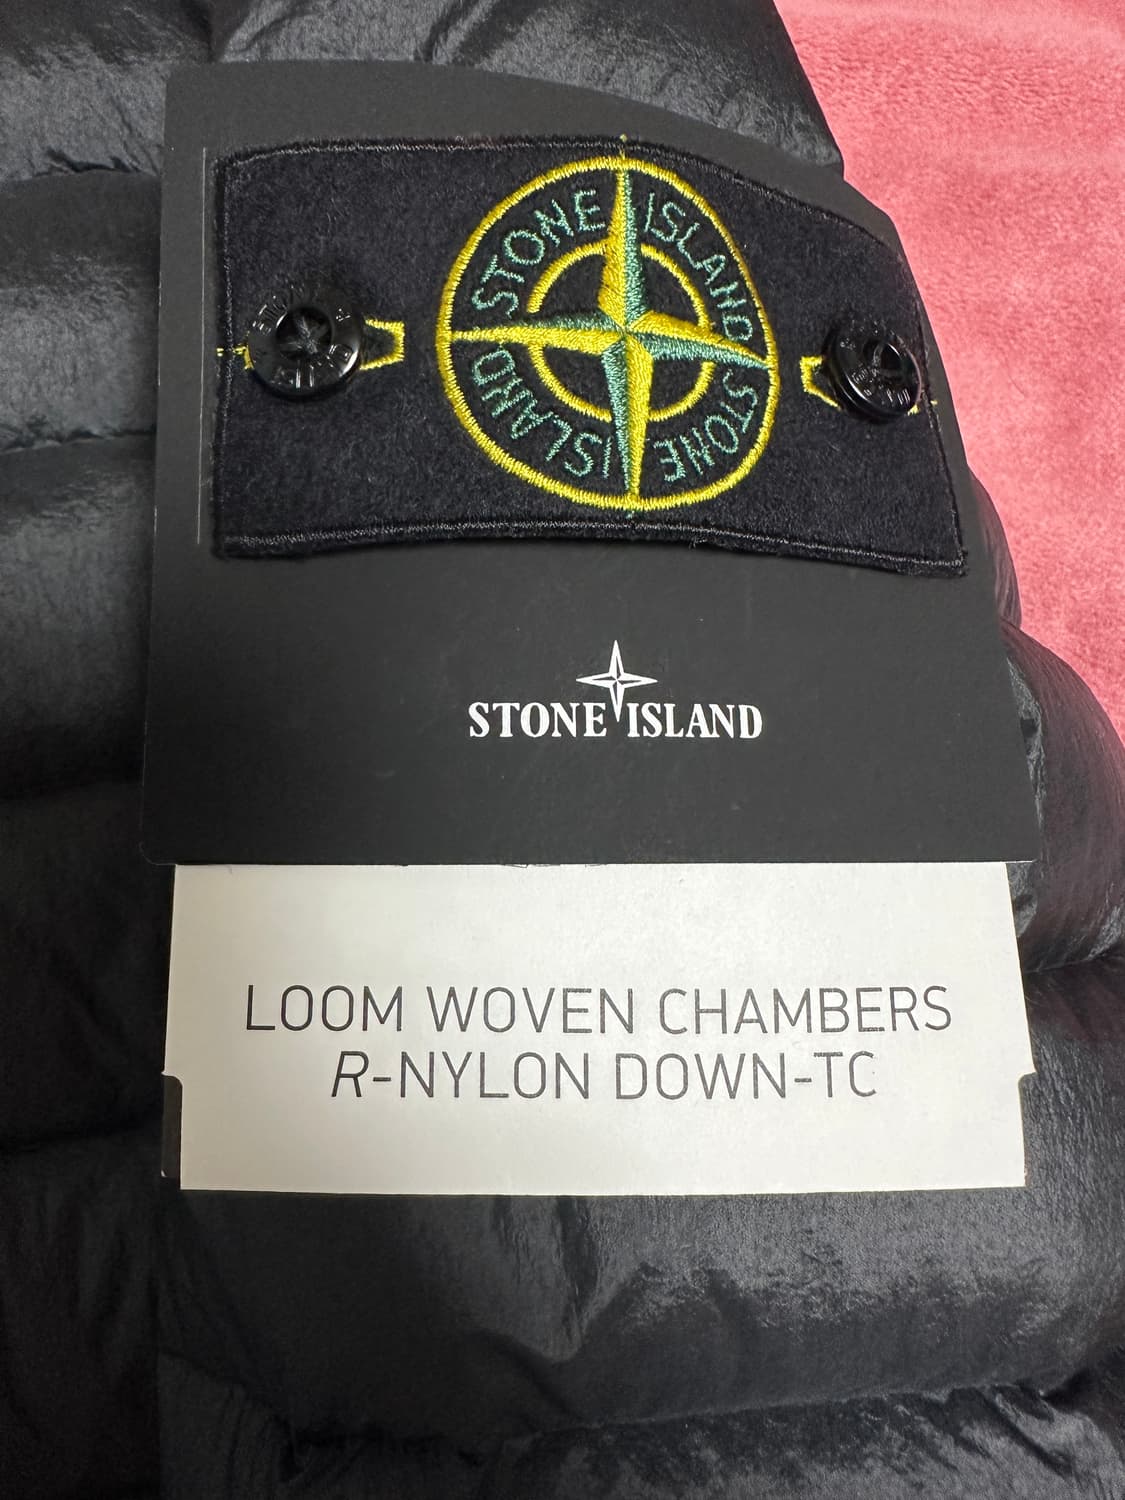 STONE ISLAND
STONE ISLAND
STONE ISLAND
LOOM WOVEN CHAMBERS
R-NYLON DOWN-TC